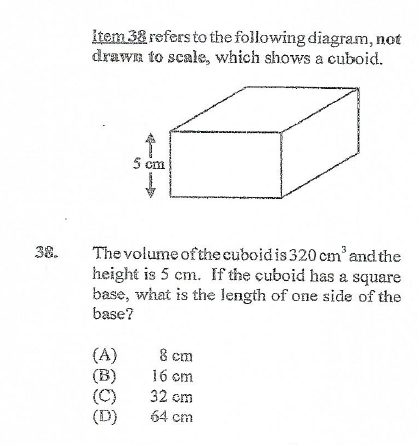 Item 38 refers to the following diagram, not
drawn to scale, which shows a cuboid.
5 cm
38. The volume of the cuboid is 320 cm³ and the
height is 5 cm. If the cuboid has a square
base, what is the length of one side of the
base?
(A) 8 cm
(B) 16 cm
(C) 32 cm
(D) 64 cm